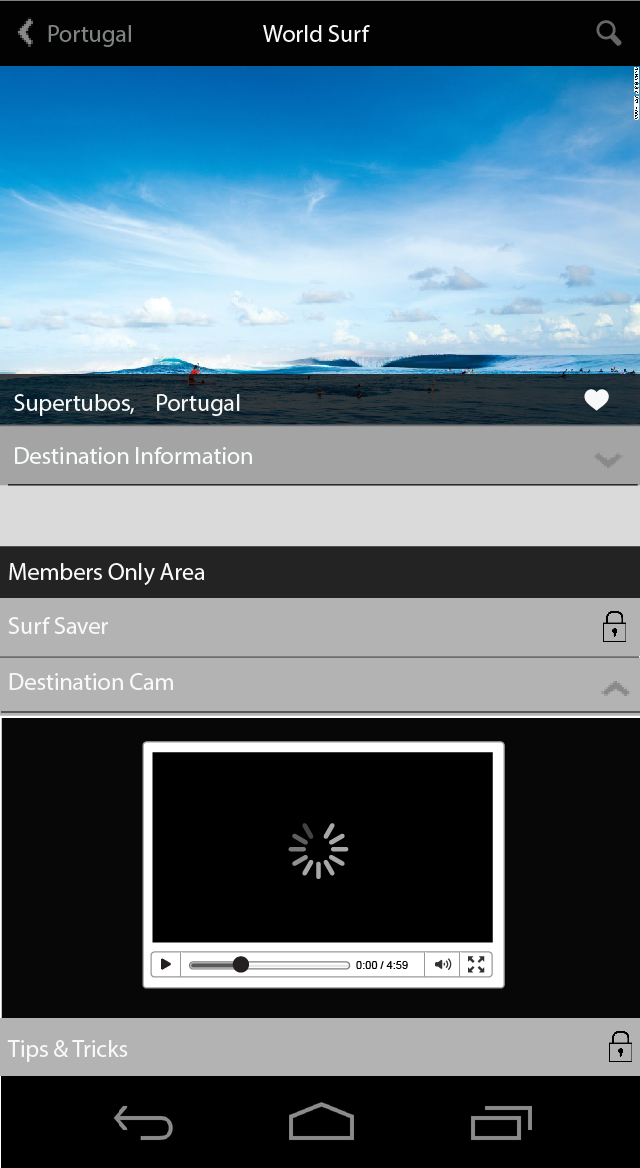 Portugal
World Surf
Supertubos, Portugal
Destination Information
Members Only Area
Surf Saver
Destination Cam
0:00 / 4:59
Tips & Tricks